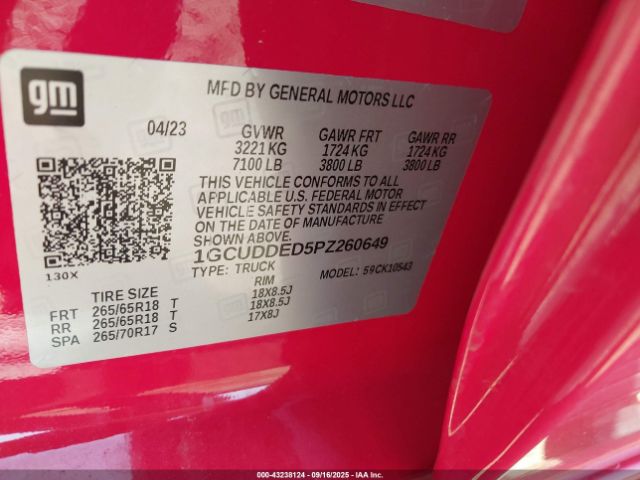 gm
MFD BY GENERAL MOTORS LLC
04/23 GVWR GAWR FRT GAWR RR
3221 KG 1724 KG 1724 KG
7100 LB 3800 LB 3800 LB
THIS VEHICLE CONFORMS TO ALL
APPLICABLE U.S. FEDERAL MOTOR
VEHICLE SAFETY STANDARDS IN EFFECT
ON THE DATE OF MANUFACTURE
SHOWN ABOVE.
1GCUDDED5PZ260649
130X TYPE: TRUCK MODEL: 59CK10543
TIRE SIZE RIM
FRT 265/65R18 T 18X8.5J
RR 265/65R18 T 18X8.5J
SPA 265/70R17 S 17X8J
000-43238124 - 09/16/2025 - IAA Inc.